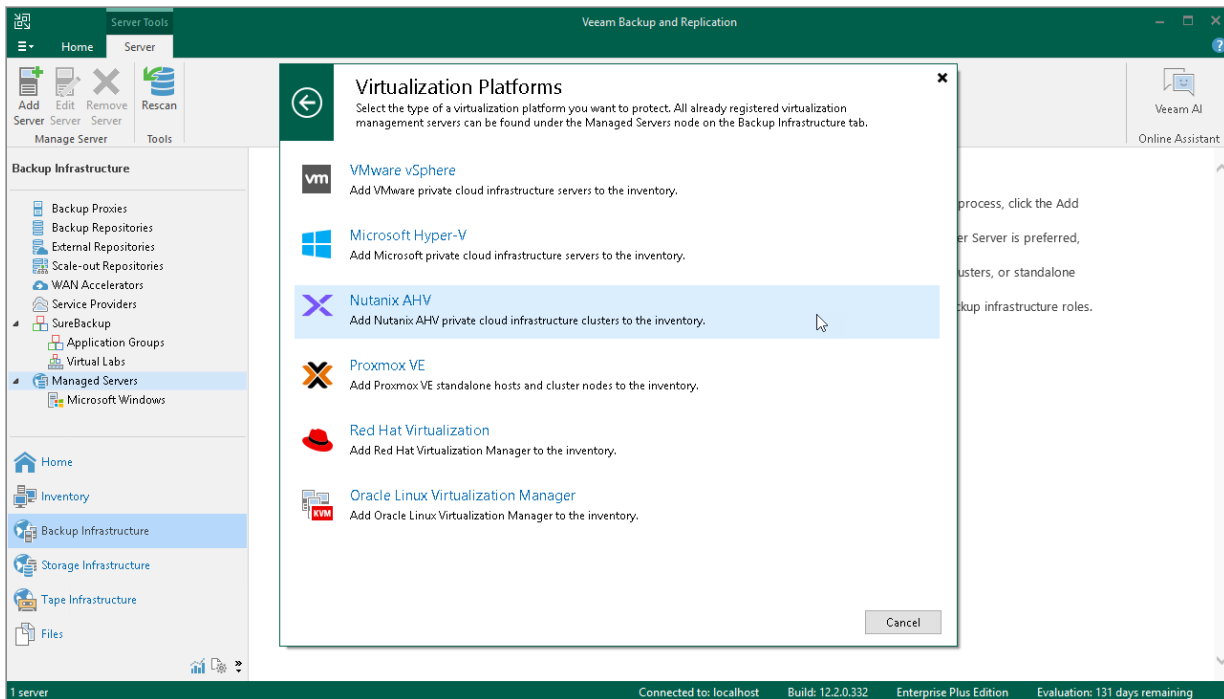 Server Tools
Veeam Backup and Replication
Home
Server
Add Server
Edit Server
Remove Server
Rescan
Manage Server
Tools
Veeam AI
Online Assistant
Backup Infrastructure
Backup Proxies
Backup Repositories
External Repositories
Scale-out Repositories
WAN Accelerators
Service Providers
SureBackup
Application Groups
Virtual Labs
Managed Servers
Microsoft Windows
Home
Inventory
Backup Infrastructure
Storage Infrastructure
Tape Infrastructure
Files
Virtualization Platforms
Select the type of a virtualization platform you want to protect. All already registered virtualization
management servers can be found under the Managed Servers node on the Backup Infrastructure tab.
vm
VMware vSphere
Add VMware private cloud infrastructure servers to the inventory.
Microsoft Hyper-V
Add Microsoft private cloud infrastructure servers to the inventory.
Nutanix AHV
Add Nutanix AHV private cloud infrastructure clusters to the inventory.
Proxmox VE
Add Proxmox VE standalone hosts and cluster nodes to the inventory.
Red Hat Virtualization
Add Red Hat Virtualization Manager to the inventory.
KVM
Oracle Linux Virtualization Manager
Add Oracle Linux Virtualization Manager to the inventory.
Cancel
process, click the Add
er Server is preferred,
usters, or standalone
kup infrastructure roles.
1 server
Connected to: localhost
Build: 12.2.0.332
Enterprise Plus Edition
Evaluation: 131 days remaining